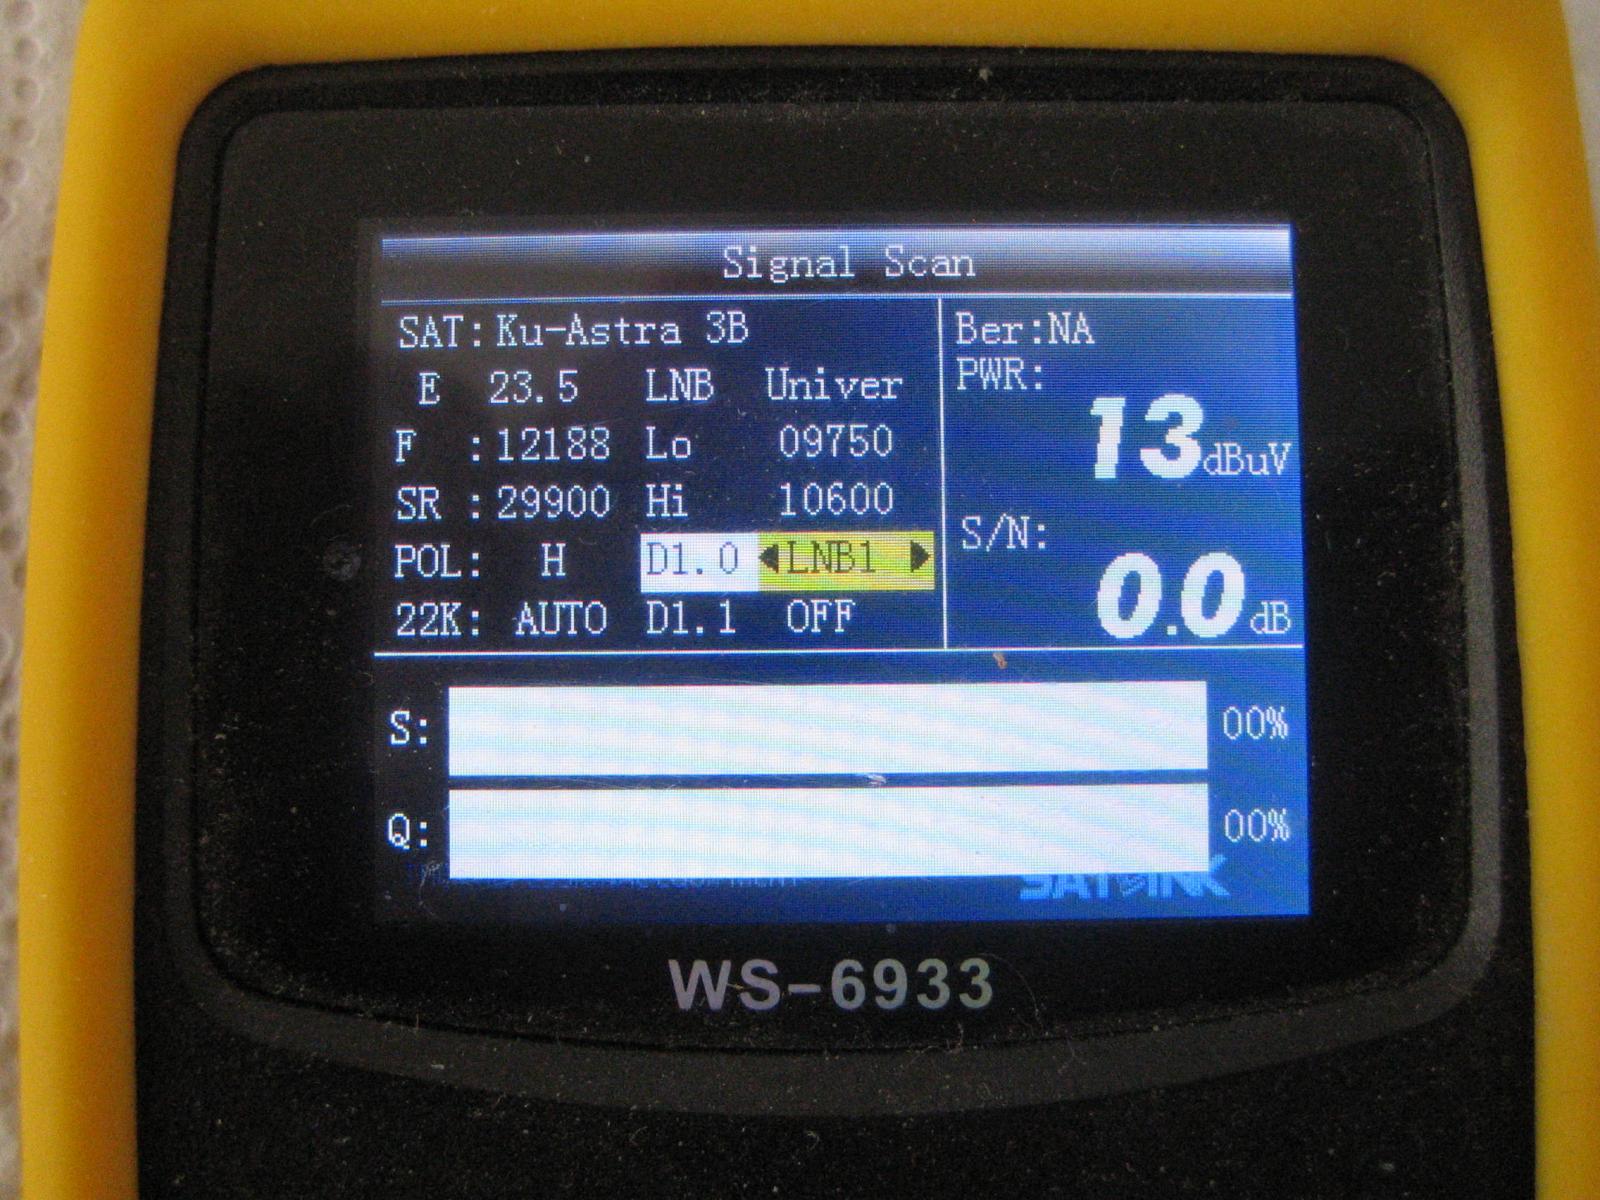 Signal Scan
SAT: Ku-Astra 3B
E 23.5 LNB Univer
F :12188 Lo 09750
SR :29900 Hi 10600
POL: H D1.0 LNB1
22K: AUTO D1.1 OFF
Ber:NA
PWR:
13dBuV
S/N:
0.0dB
S: 00%
Q: 00%
SATLINK
WS-6933